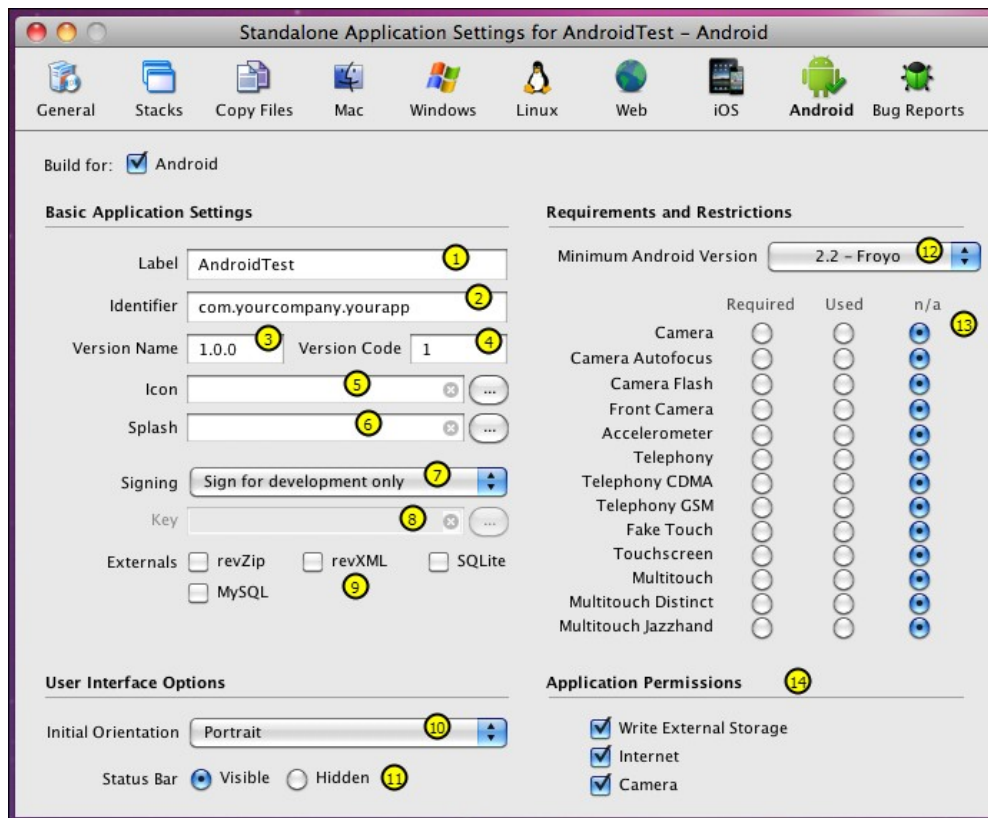 Standalone Application Settings for AndroidTest – Android
General Stacks Copy Files Mac Windows Linux Web iOS Android Bug Reports
Build for: Android
Basic Application Settings
Label AndroidTest 1
Identifier com.yourcompany.yourapp 2
Version Name 1.0.0 3 Version Code 1 4
Icon 5 ...
Splash 6 ...
Signing Sign for development only 7
Key 8 ...
Externals revZip revXML SQLite
MySQL 9
User Interface Options
Initial Orientation Portrait 10
Status Bar Visible Hidden 11
Requirements and Restrictions
Minimum Android Version 2.2 – Froyo 12
Required Used n/a
13
Camera
Camera Autofocus
Camera Flash
Front Camera
Accelerometer
Telephony
Telephony CDMA
Telephony GSM
Fake Touch
Touchscreen
Multitouch
Multitouch Distinct
Multitouch Jazzhand
Application Permissions 14
Write External Storage
Internet
Camera